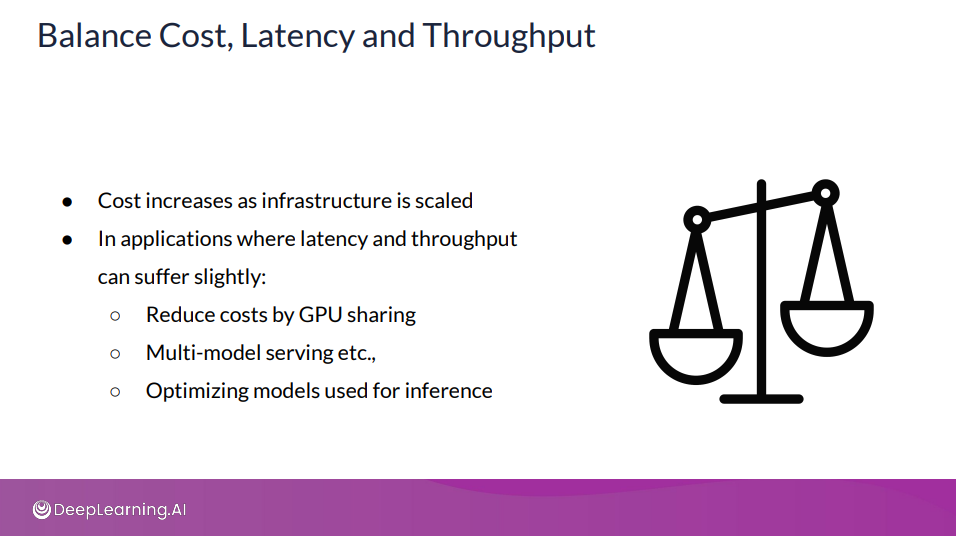 Balance Cost, Latency and Throughput
● Cost increases as infrastructure is scaled
● In applications where latency and throughput
can suffer slightly:
○ Reduce costs by GPU sharing
○ Multi-model serving etc.,
○ Optimizing models used for inference
DeepLearning.AI